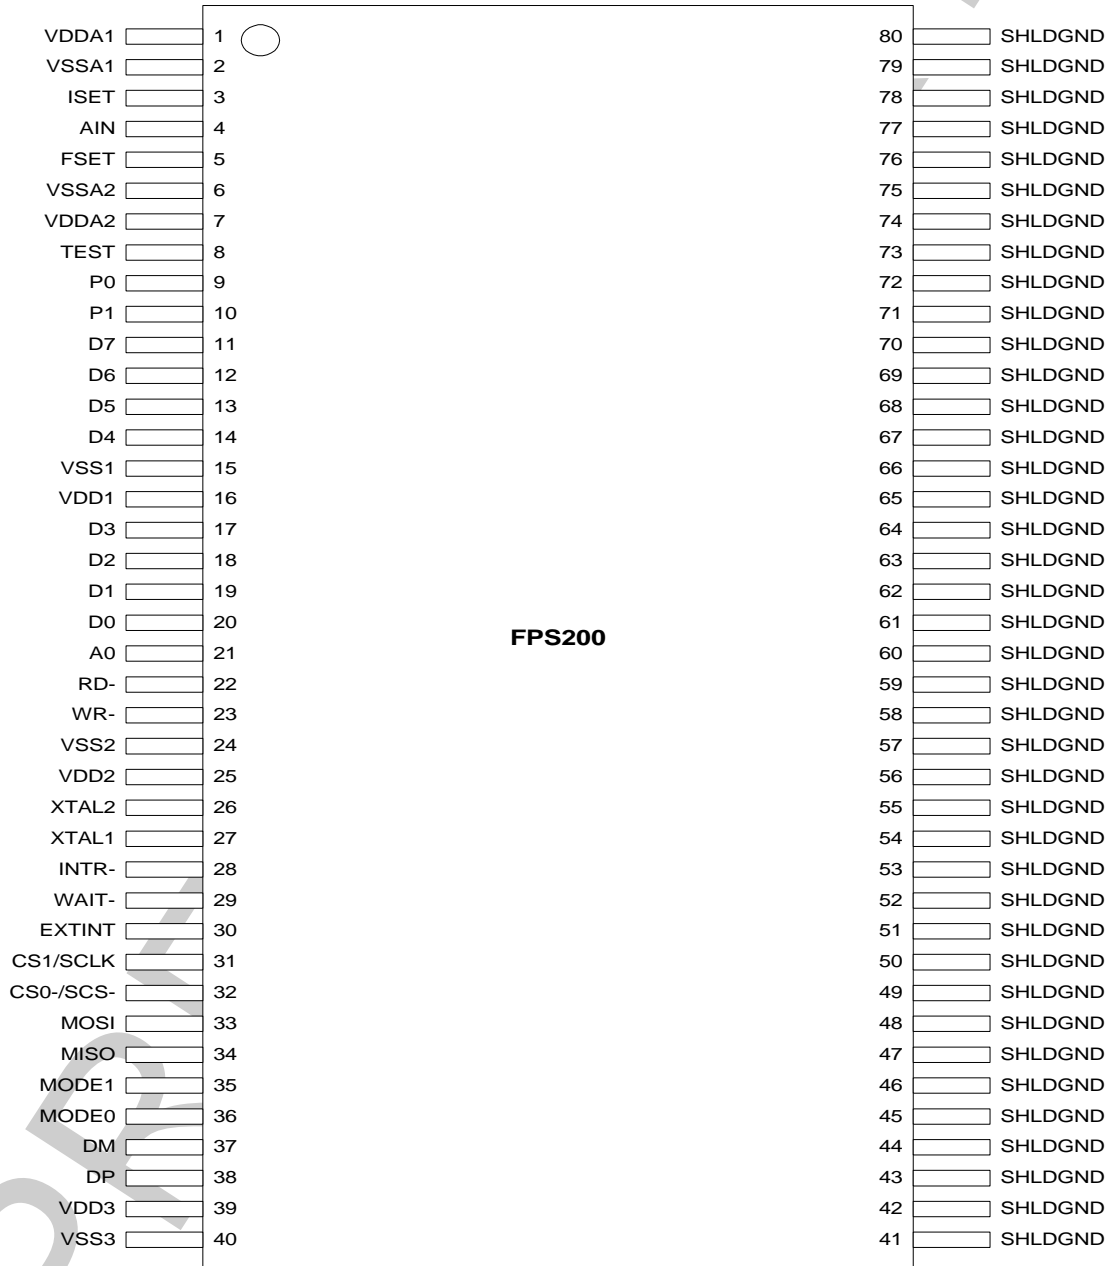 VDDA1 1 80 SHLDGND
VSSA1 2 79 SHLDGND
ISET 3 78 SHLDGND
AIN 4 77 SHLDGND
FSET 5 76 SHLDGND
VSSA2 6 75 SHLDGND
VDDA2 7 74 SHLDGND
TEST 8 73 SHLDGND
P0 9 72 SHLDGND
P1 10 71 SHLDGND
D7 11 70 SHLDGND
D6 12 69 SHLDGND
D5 13 68 SHLDGND
D4 14 67 SHLDGND
VSS1 15 66 SHLDGND
VDD1 16 65 SHLDGND
D3 17 64 SHLDGND
D2 18 63 SHLDGND
D1 19 62 SHLDGND
D0 20 61 SHLDGND
FPS200
A0 21 60 SHLDGND
RD- 22 59 SHLDGND
WR- 23 58 SHLDGND
VSS2 24 57 SHLDGND
VDD2 25 56 SHLDGND
XTAL2 26 55 SHLDGND
XTAL1 27 54 SHLDGND
INTR- 28 53 SHLDGND
WAIT- 29 52 SHLDGND
EXTINT 30 51 SHLDGND
CS1/SCLK 31 50 SHLDGND
CS0-/SCS- 32 49 SHLDGND
MOSI 33 48 SHLDGND
MISO 34 47 SHLDGND
MODE1 35 46 SHLDGND
MODE0 36 45 SHLDGND
DM 37 44 SHLDGND
DP 38 43 SHLDGND
VDD3 39 42 SHLDGND
VSS3 40 41 SHLDGND